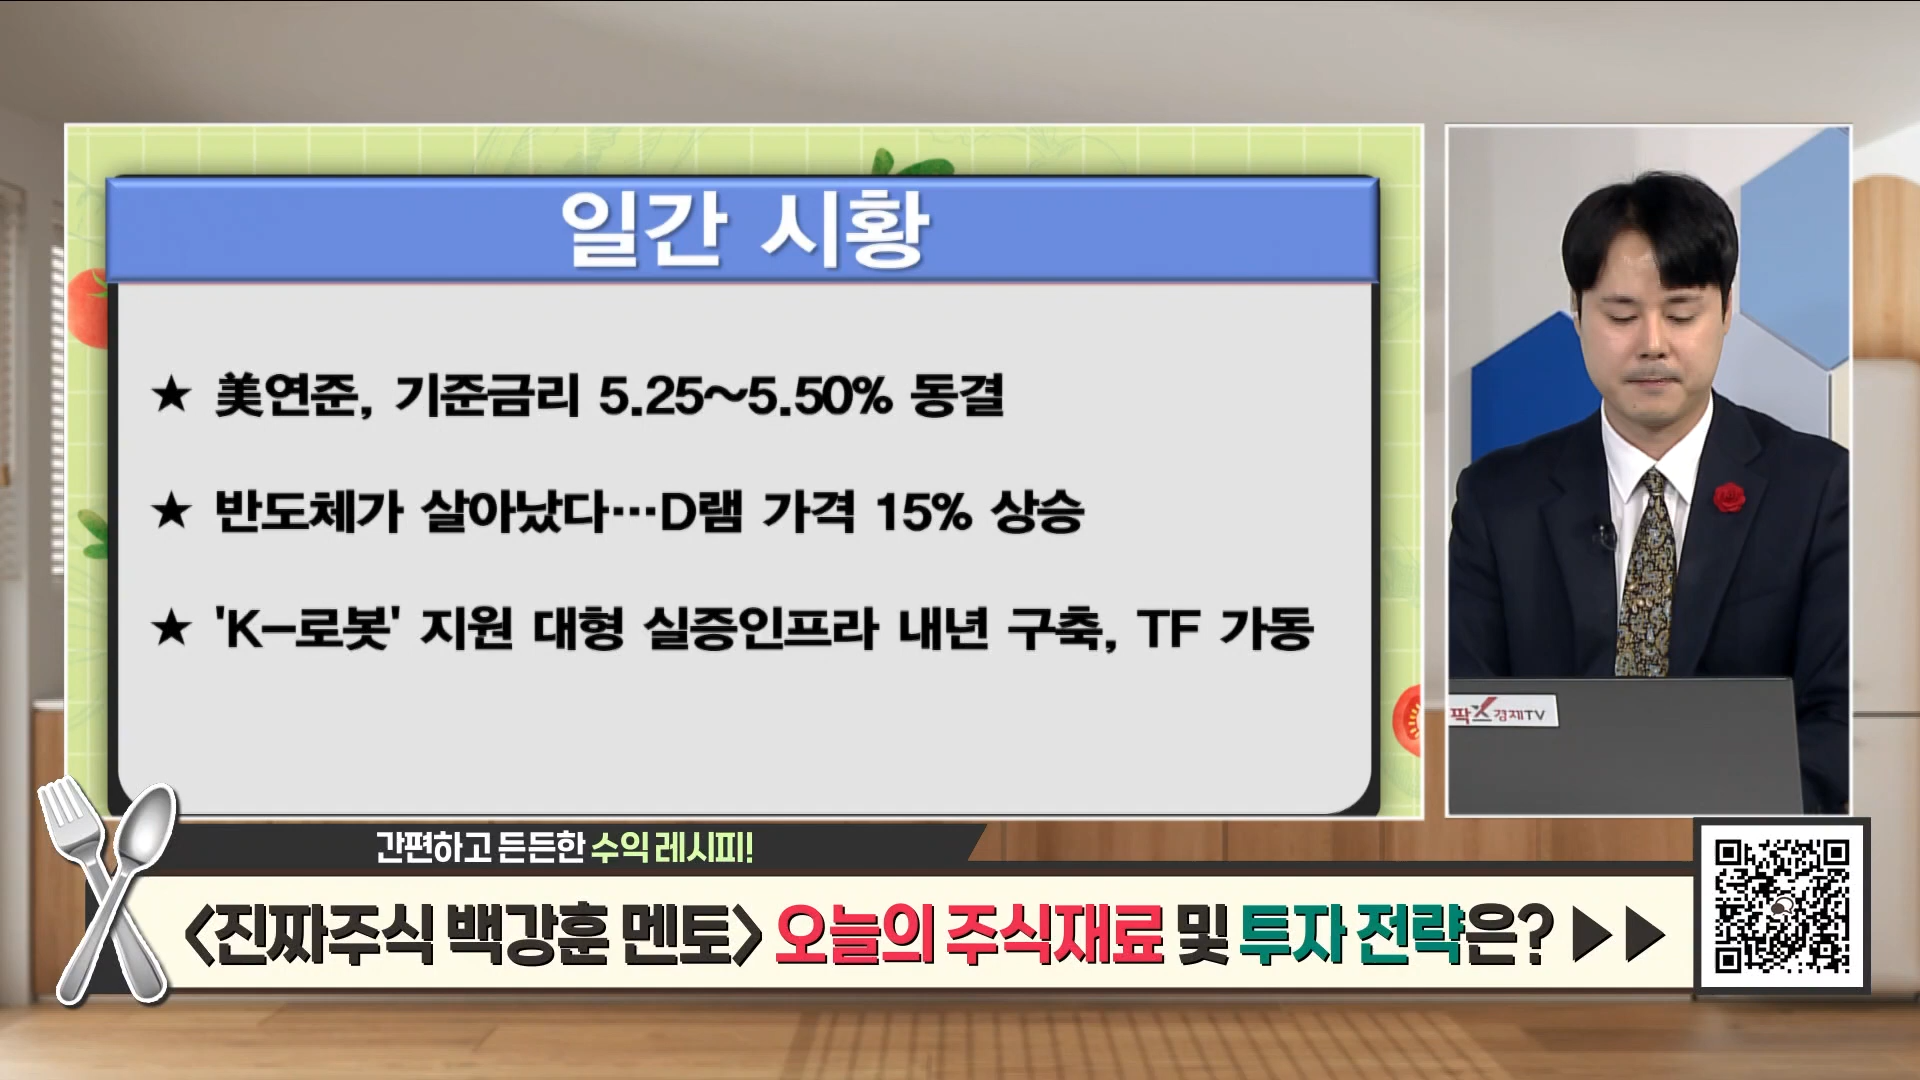 일간 시황
★ 美연준, 기준금리 5.25~5.50% 동결
★ 반도체가 살아났다…D램 가격 15% 상승
★ 'K-로봇' 지원 대형 실증인프라 내년 구축, TF 가동
팍스경제TV
간편하고 든든한 수익 레시피!
<진짜주식 백강훈 멘토> 오늘의 주식재료 및 투자 전략은? ▶▶